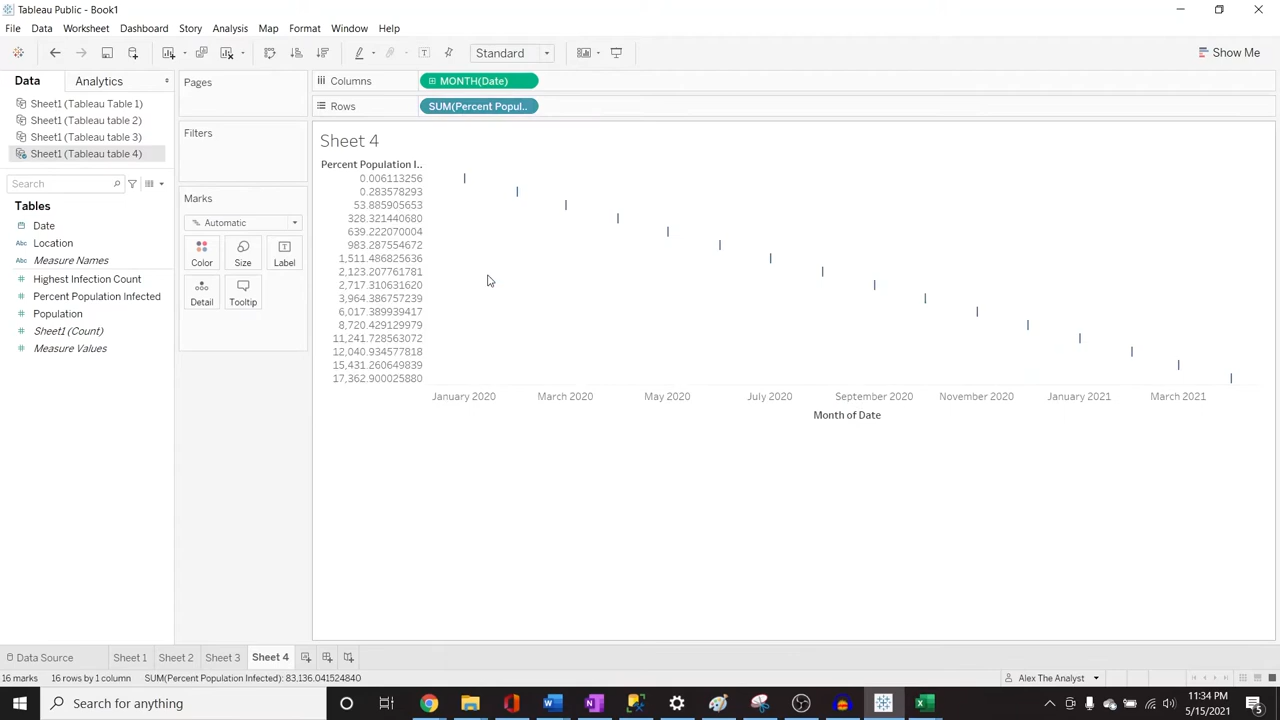 Tableau Public - Book1
File Data Worksheet Dashboard Story Analysis Map Format Window Help
Standard
Show Me
Data Analytics
Pages
Columns
MONTH(Date)
Rows
SUM(Percent Popul..
Sheet1 (Tableau Table 1)
Sheet1 (Tableau table 2)
Sheet1 (Tableau table 3)
Sheet1 (Tableau table 4)
Search
Tables
Date
Abc Location
Abc Measure Names
# Highest Infection Count
# Percent Population Infected
# Population
# Sheet1 (Count)
# Measure Values
Filters
Marks
Automatic
Color Size Label
Detail Tooltip
Sheet 4
Percent Population I..
0.006113256
0.283578293
53.885905653
328.321440680
639.222070004
983.287554672
1,511.486825636
2,123.207761781
2,717.310631620
3,964.386757239
6,017.389939417
8,720.429129979
11,241.728563072
12,040.934577818
15,431.260649839
17,362.900025880
January 2020 March 2020 May 2020 July 2020 September 2020 November 2020 January 2021 March 2021
Month of Date
Data Source Sheet 1 Sheet 2 Sheet 3 Sheet 4
16 marks 16 rows by 1 column SUM(Percent Population Infected): 83,136.041524840
Alex The Analyst
Search for anything
11:34 PM
5/15/2021